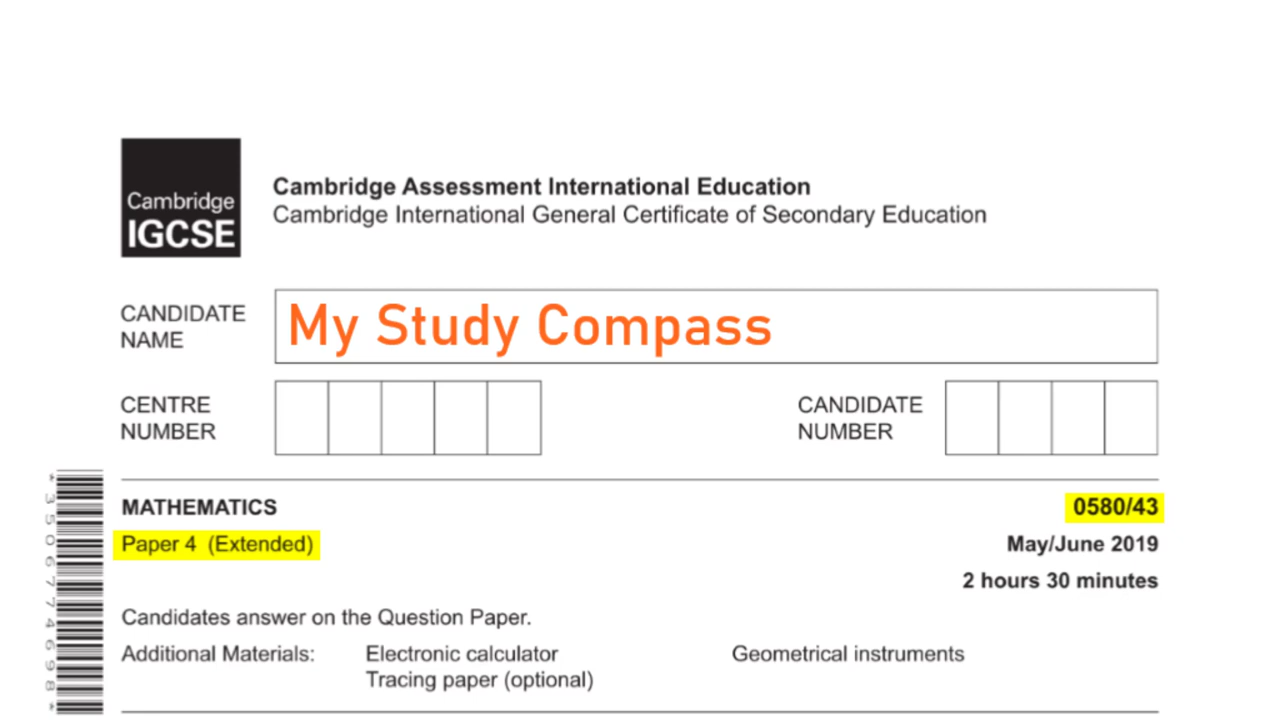 Cambridge
IGCSE
Cambridge Assessment International Education
Cambridge International General Certificate of Secondary Education
CANDIDATE
NAME
My Study Compass
CENTRE
NUMBER
CANDIDATE
NUMBER
MATHEMATICS
0580/43
Paper 4 (Extended)
May/June 2019
2 hours 30 minutes
Candidates answer on the Question Paper.
Additional Materials:
Electronic calculator
Geometrical instruments
Tracing paper (optional)
*3506774698*